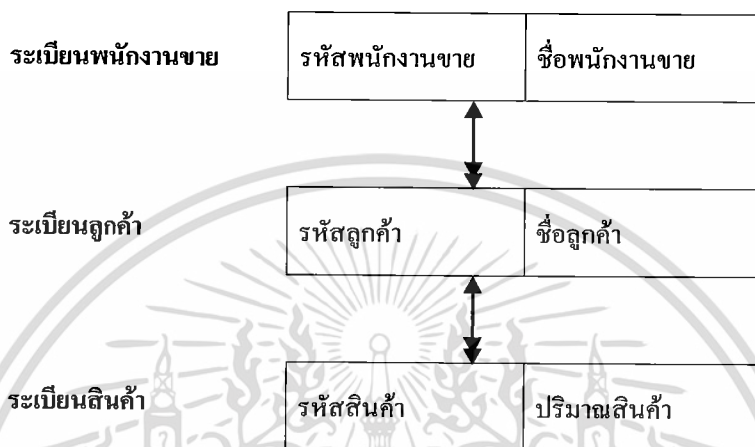 ระเบียนพนักงานขาย รหัสพนักงานขาย ชื่อพนักงานขาย
ระเบียนลูกค้า รหัสลูกค้า ชื่อลูกค้า
ระเบียนสินค้า รหัสสินค้า ปริมาณสินค้า